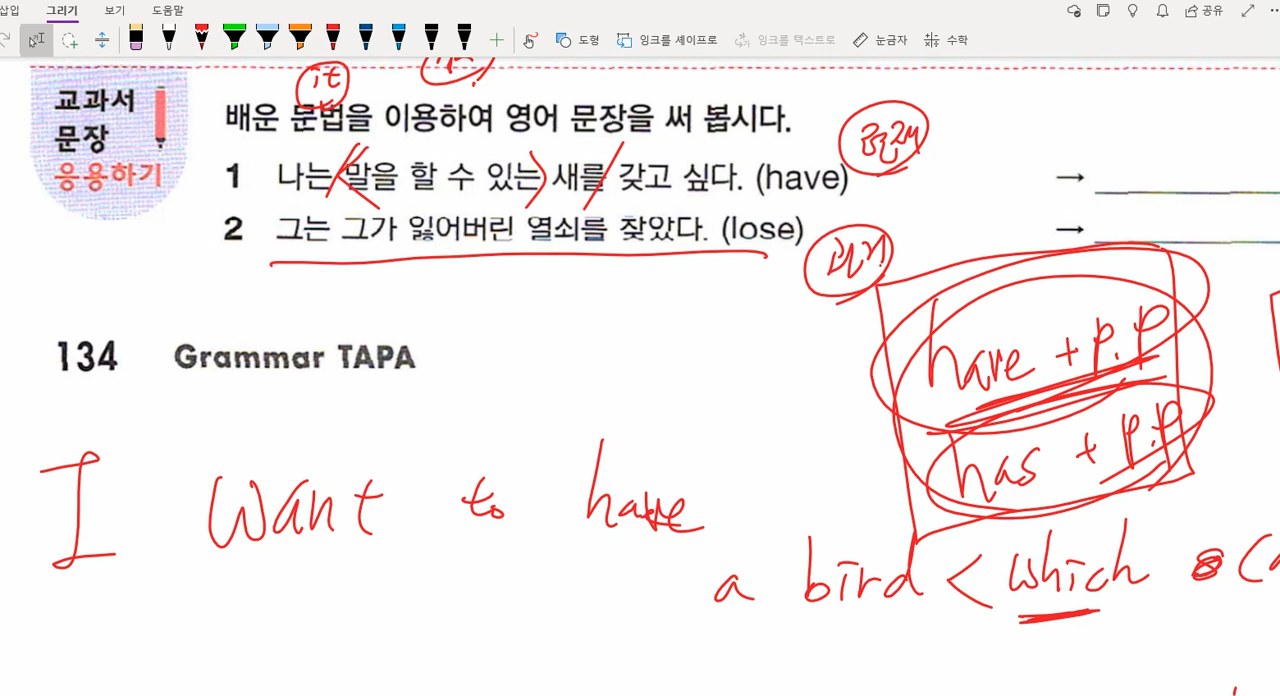 삽입 그리기 보기 도움말 공유
도형 잉크를 셰이프로 잉크를 텍스트로 눈금자 수학
it
교과서
문장
응용하기
배운 문법을 이용하여 영어 문장을 써 봅시다.
1 나는 말을 할 수 있는 새를 갖고 싶다. (have) → 현재
2 그는 그가 잃어버린 열쇠를 찾았다. (lose) →
과거
have + p.p
has + p.p
134 Grammar TAPA
I want to have
a bird < which